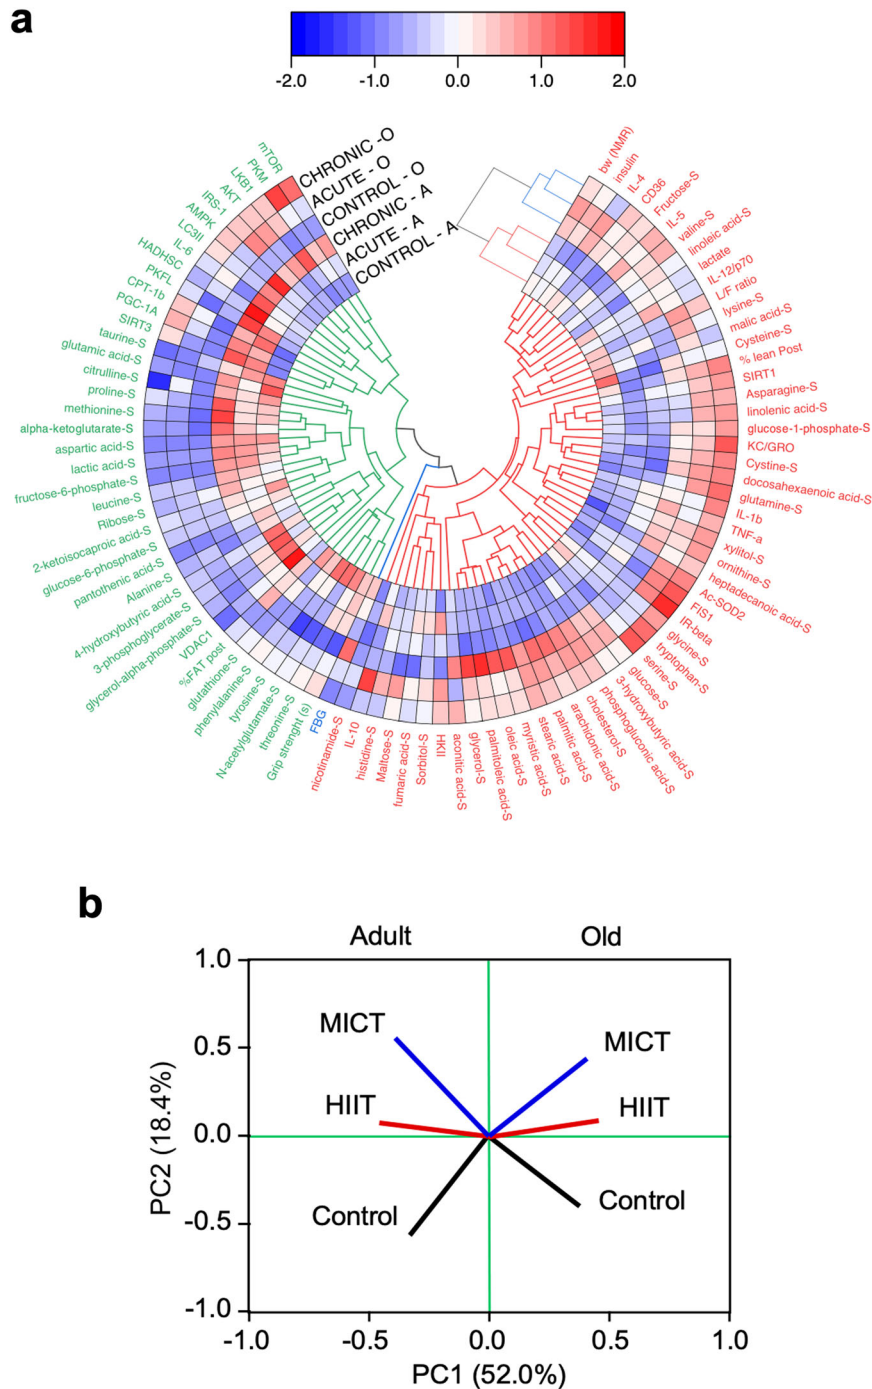 a
-2.0 -1.0 0.0 1.0 2.0
CHRONIC -O
ACUTE - O
CONTROL - O
CHRONIC - A
ACUTE - A
CONTROL - A
bw (NMR)
insulin
IL-4
CD36
Fructose-S
IL-5
valine-S
linoleic acid-S
lactate
IL-12/p70
L/F ratio
lysine-S
malic acid-S
Cysteine-S
% lean Post
SIRT1
Asparagine-S
linolenic acid-S
glucose-1-phosphate-S
KC/GRO
Cystine-S
docosahexaenoic acid-S
glutamine-S
IL-1b
TNF-a
xylitol-S
ornithine-S
heptadecanoic acid-S
Ac-SOD2
FIS1
IR-beta
glycine-S
tryptophan-S
serine-S
glucose-S
3-hydroxybutyric acid-S
phosphogluconic acid-S
cholesterol-S
arachidonic acid-S
palmitic acid-S
stearic acid-S
myristic acid-S
oleic acid-S
palmitoleic acid-S
glycerol-S
aconitic acid-S
HKII
Sorbitol-S
fumaric acid-S
Maltose-S
histidine-S
IL-10
nicotinamide-S
FBG
Grip strenght (s)
threonine-S
N-acetylglutamate-S
tyrosine-S
phenylalanine-S
glutathione-S
%FAT post
VDAC1
glycerol-alpha-phosphate-S
3-phosphoglycerate-S
4-hydroxybutyric acid-S
Alanine-S
pantothenic acid-S
glucose-6-phosphate-S
2-ketoisocaproic acid-S
Ribose-S
leucine-S
fructose-6-phosphate-S
lactic acid-S
aspartic acid-S
alpha-ketoglutarate-S
methionine-S
proline-S
citrulline-S
glutamic acid-S
taurine-S
SIRT3
PGC-1A
CPT-1b
PKFL
HADHSC
IL-6
LC3II
AMPK
IRS-1
AKT
LKB1
PKM
mTOR
b
Adult Old
1.0
0.5
0.0
-0.5
-1.0
PC2 (18.4%)
MICT
MICT
HIIT
HIIT
Control
Control
-1.0 -0.5 0.0 0.5 1.0
PC1 (52.0%)